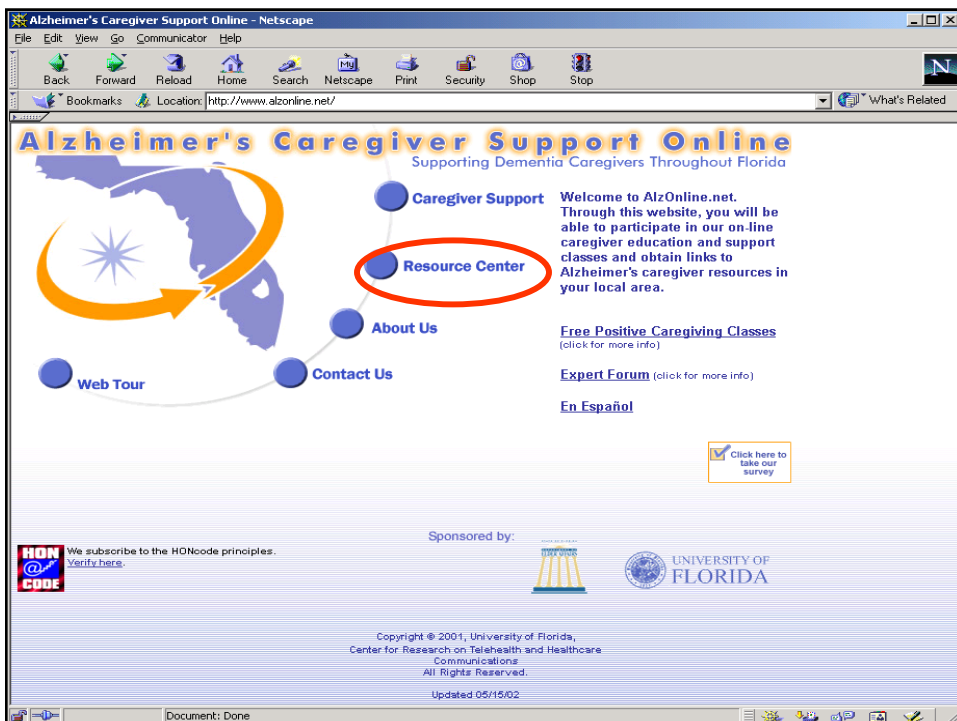 Alzheimer's Caregiver Support Online - Netscape
File Edit View Go Communicator Help
Back Forward Reload Home Search Netscape Print Security Shop Stop
My
N
Bookmarks Location: http://www.alzonline.net/ What's Related
Alzheimer's Caregiver Support Online
Supporting Dementia Caregivers Throughout Florida
Caregiver Support
Resource Center
About Us
Contact Us
Web Tour
Welcome to AlzOnline.net.
Through this website, you will be
able to participate in our on-line
caregiver education and support
classes and obtain links to
Alzheimer's caregiver resources in
your local area.
Free Positive Caregiving Classes
(click for more info)
Expert Forum (click for more info)
En Español
Click here to
take our
survey
Sponsored by:
HON
@
CODE
We subscribe to the HONcode principles.
Verify here.
ELDER AFFAIRS
UNIVERSITY OF
FLORIDA
Copyright © 2001, University of Florida,
Center for Research on Telehealth and Healthcare
Communications
All Rights Reserved.
Updated 05/15/02
Document: Done